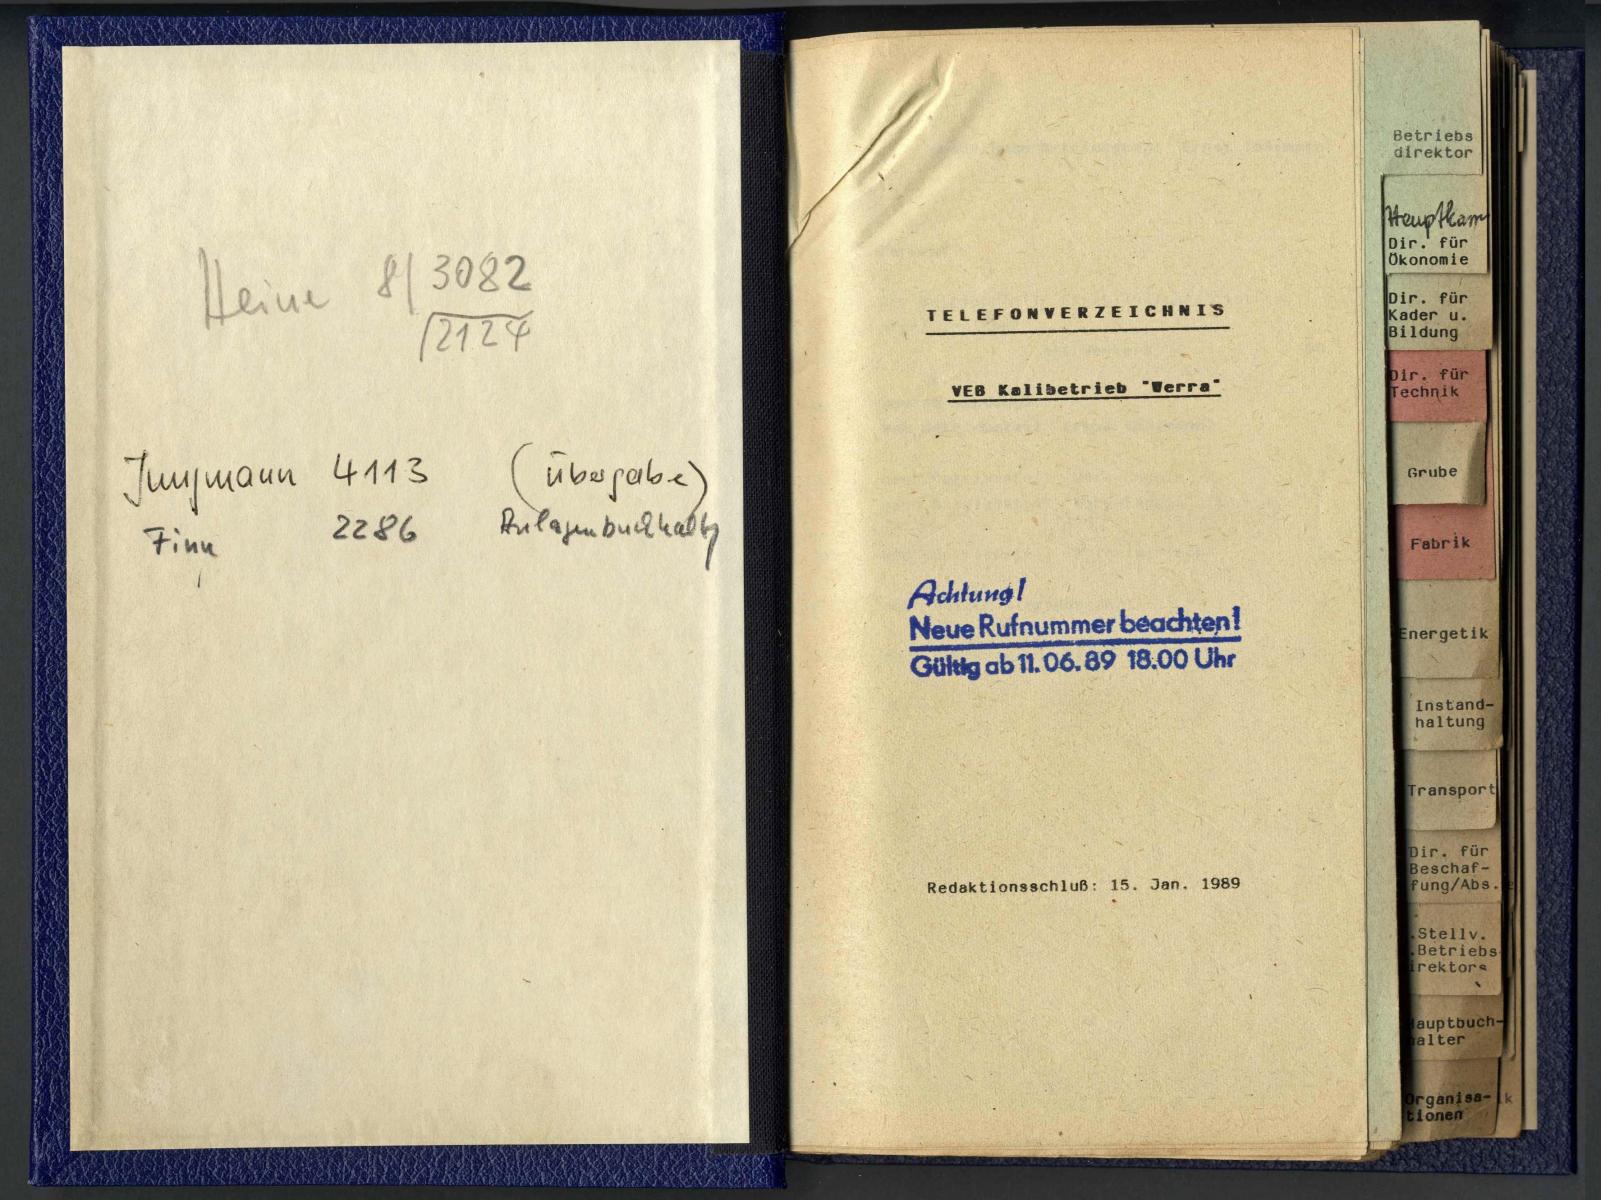 Heine 8/3082
2124
Jungmann 4113 (Übergabe)
Finn 2286 Anlagenbuchhaltg
TELEFONVERZEICHNIS
VEB Kalibetrieb "Werra"
Achtung!
Neue Rufnummer beachten!
Gültig ab 11.06.89 18.00 Uhr
Redaktionsschluß: 15. Jan. 1989
Betriebs
direktor
Hauptkam
Dir. für
Ökonomie
Dir. für
Kader u.
Bildung
Dir. für
Technik
Grube
Fabrik
Energetik
Instand-
haltung
Transport
Dir. für
Beschaf-
fung/Abs.
.Stellv.
.Betriebs
irektors
auptbuch-
alter
Organisa-
tionen